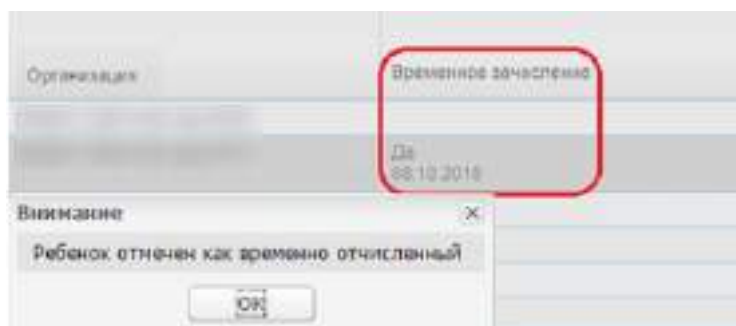 Организация
Временное зачисление
Да
08.10.2018
Внимание
Ребенок отмечен как временно отчисленный
ОК